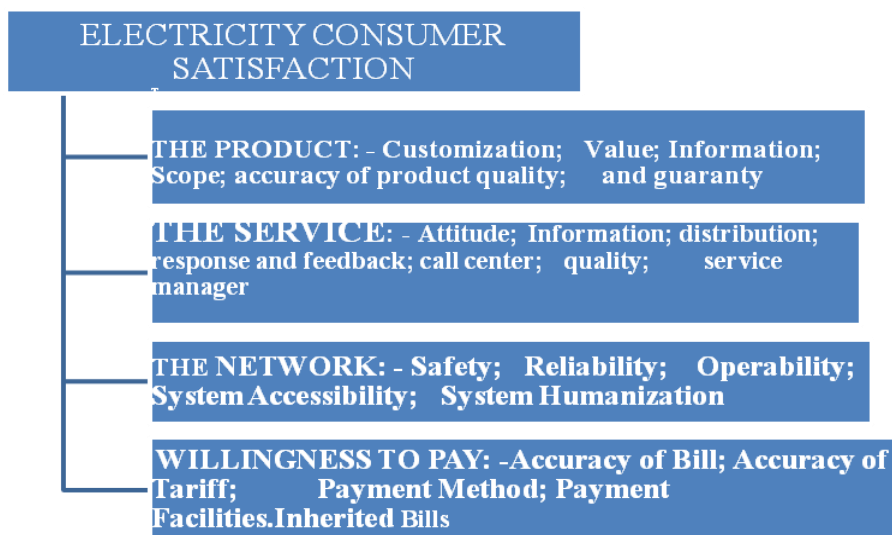 ELECTRICITY CONSUMER
SATISFACTION
T
THE PRODUCT: - Customization; Value; Information;
Scope; accuracy of product quality; and guaranty
THE SERVICE: - Attitude; Information; distribution;
response and feedback; call center; quality; service
manager
THE NETWORK: - Safety; Reliability; Operability;
System Accessibility; System Humanization
WILLINGNESS TO PAY: -Accuracy of Bill; Accuracy of
Tariff; Payment Method; Payment
Facilities.Inherited Bills